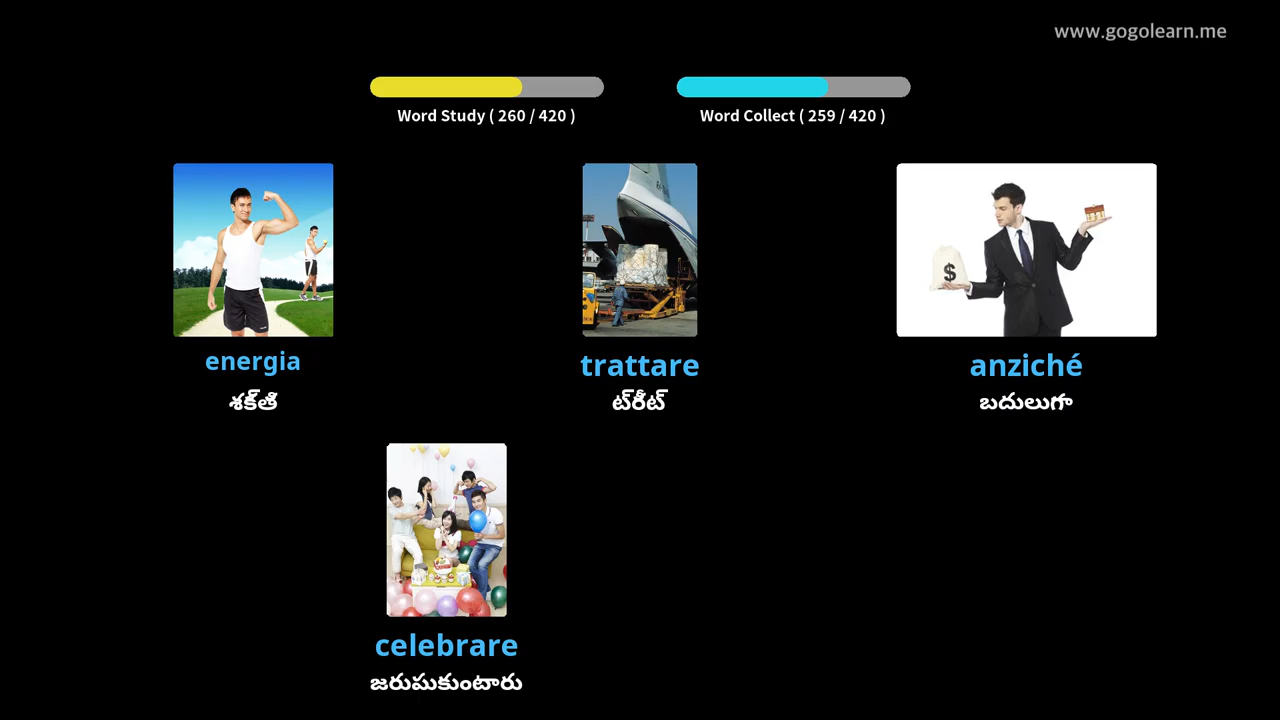 www.gogolearn.me
Word Study ( 260 / 420 )
Word Collect ( 259 / 420 )
energia
శక్తి
trattare
ట్రీట్
anziché
బదులుగా
celebrare
జరుపుకుంటారు